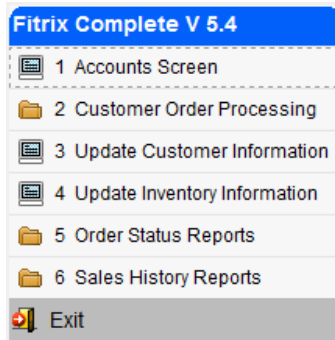 Fitrix Complete V 5.4
1 Accounts Screen
2 Customer Order Processing
3 Update Customer Information
4 Update Inventory Information
5 Order Status Reports
6 Sales History Reports
Exit